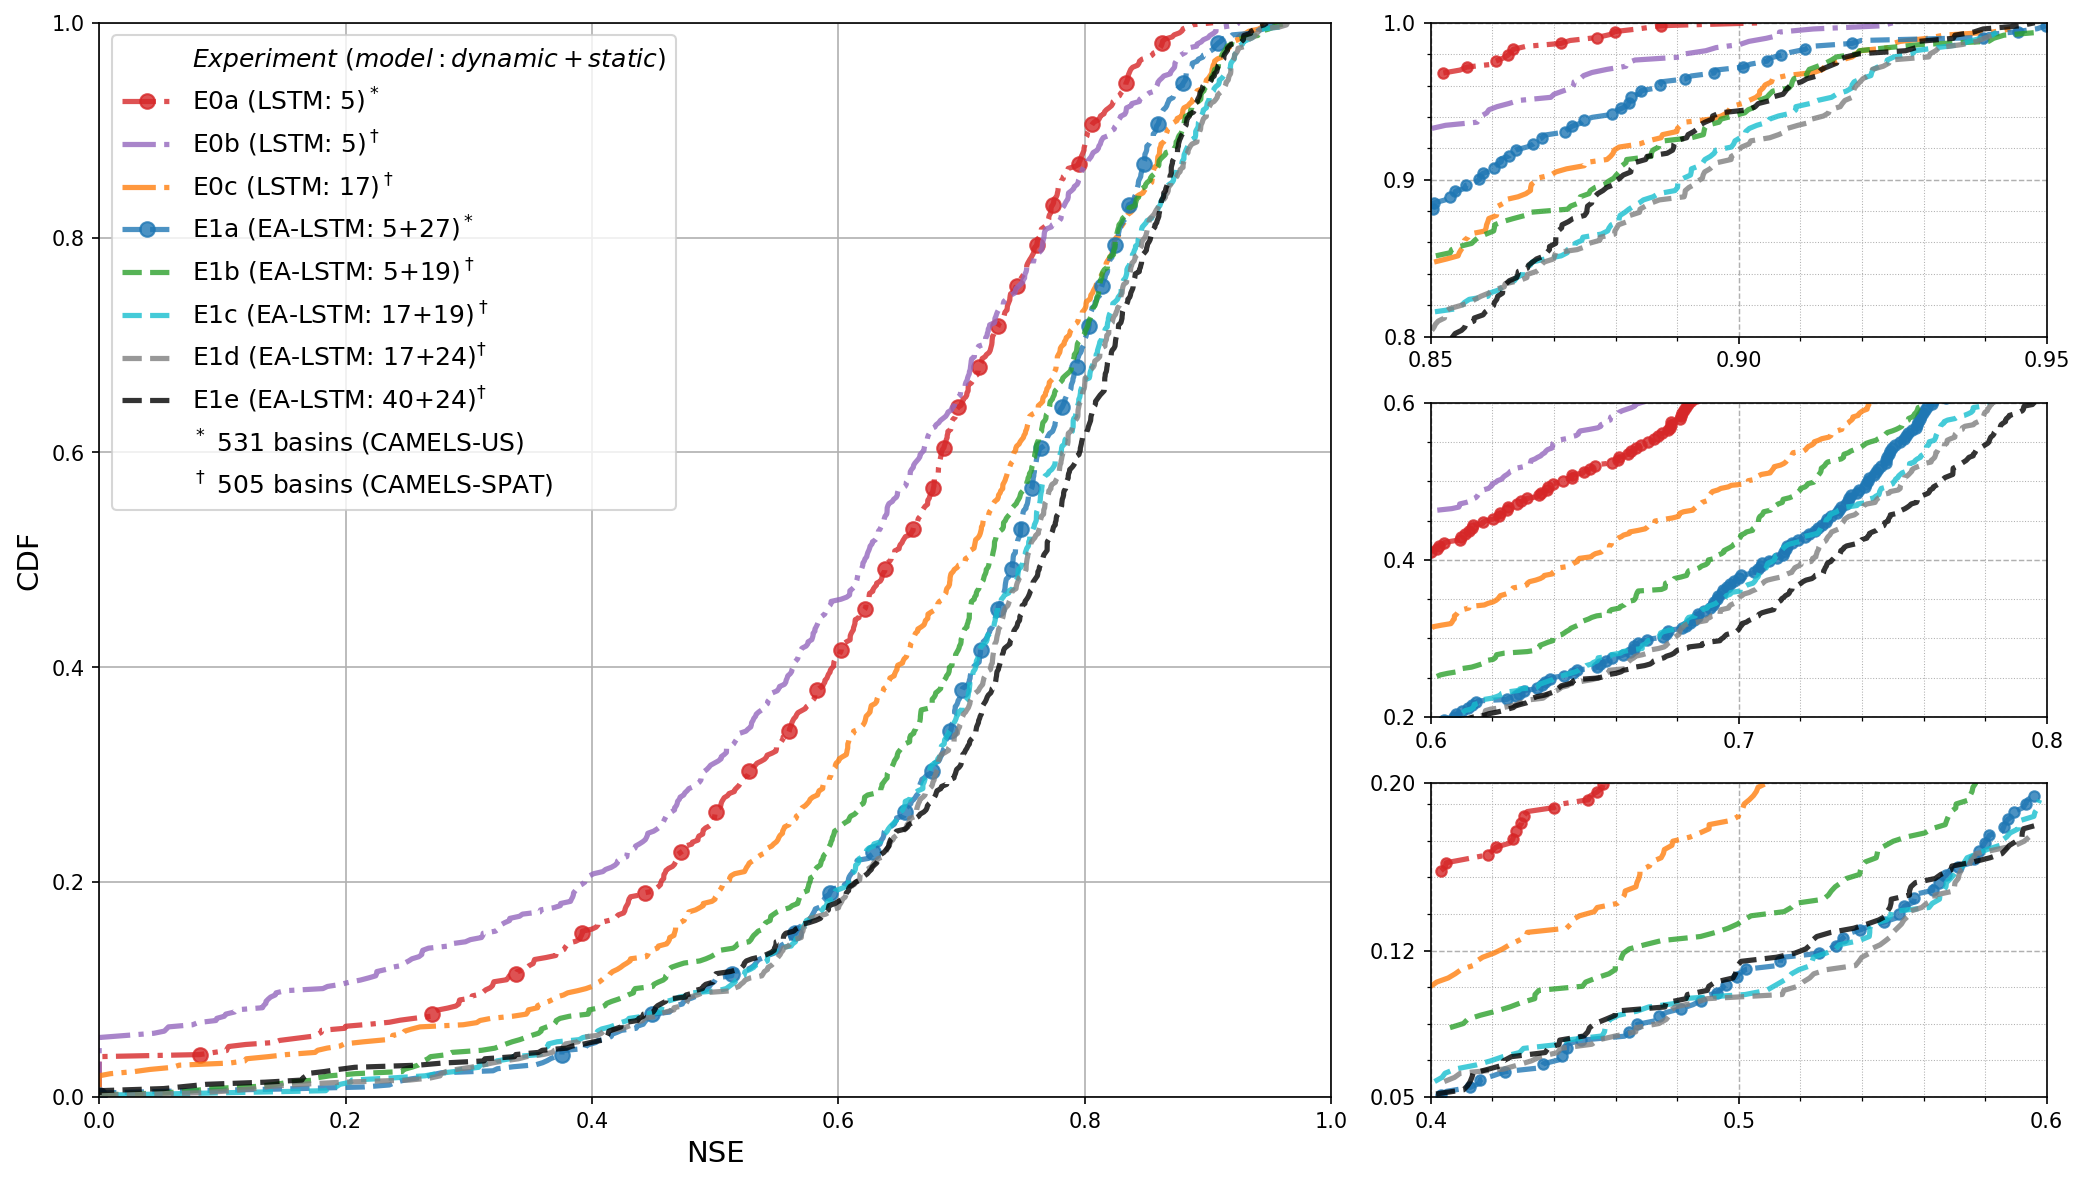 1.0
0.8
0.6
0.4
0.2
0.0
CDF
0.0 0.2 0.4 0.6 0.8 1.0
NSE
Experiment (model: dynamic + static)
E0a (LSTM: 5)*
E0b (LSTM: 5)†
E0c (LSTM: 17)†
E1a (EA-LSTM: 5+27)*
E1b (EA-LSTM: 5+19)†
E1c (EA-LSTM: 17+19)†
E1d (EA-LSTM: 17+24)†
E1e (EA-LSTM: 40+24)†
* 531 basins (CAMELS-US)
† 505 basins (CAMELS-SPAT)
1.0
0.9
0.8
0.85 0.90 0.95
0.6
0.4
0.2
0.6 0.7 0.8
0.20
0.12
0.05
0.4 0.5 0.6